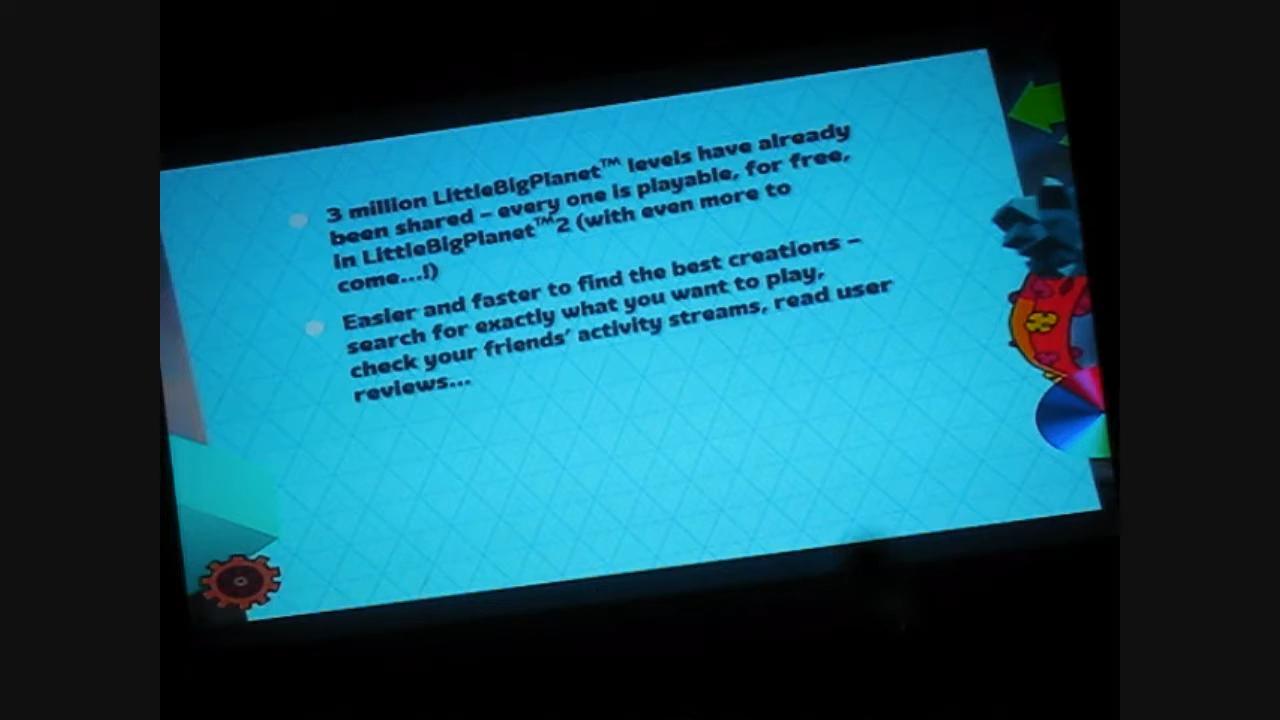 3 million LittleBigPlanet™ levels have already
been shared – every one is playable, for free,
in LittleBigPlanet™2 (with even more to
come...!)
Easier and faster to find the best creations –
search for exactly what you want to play,
check your friends' activity streams, read user
reviews...